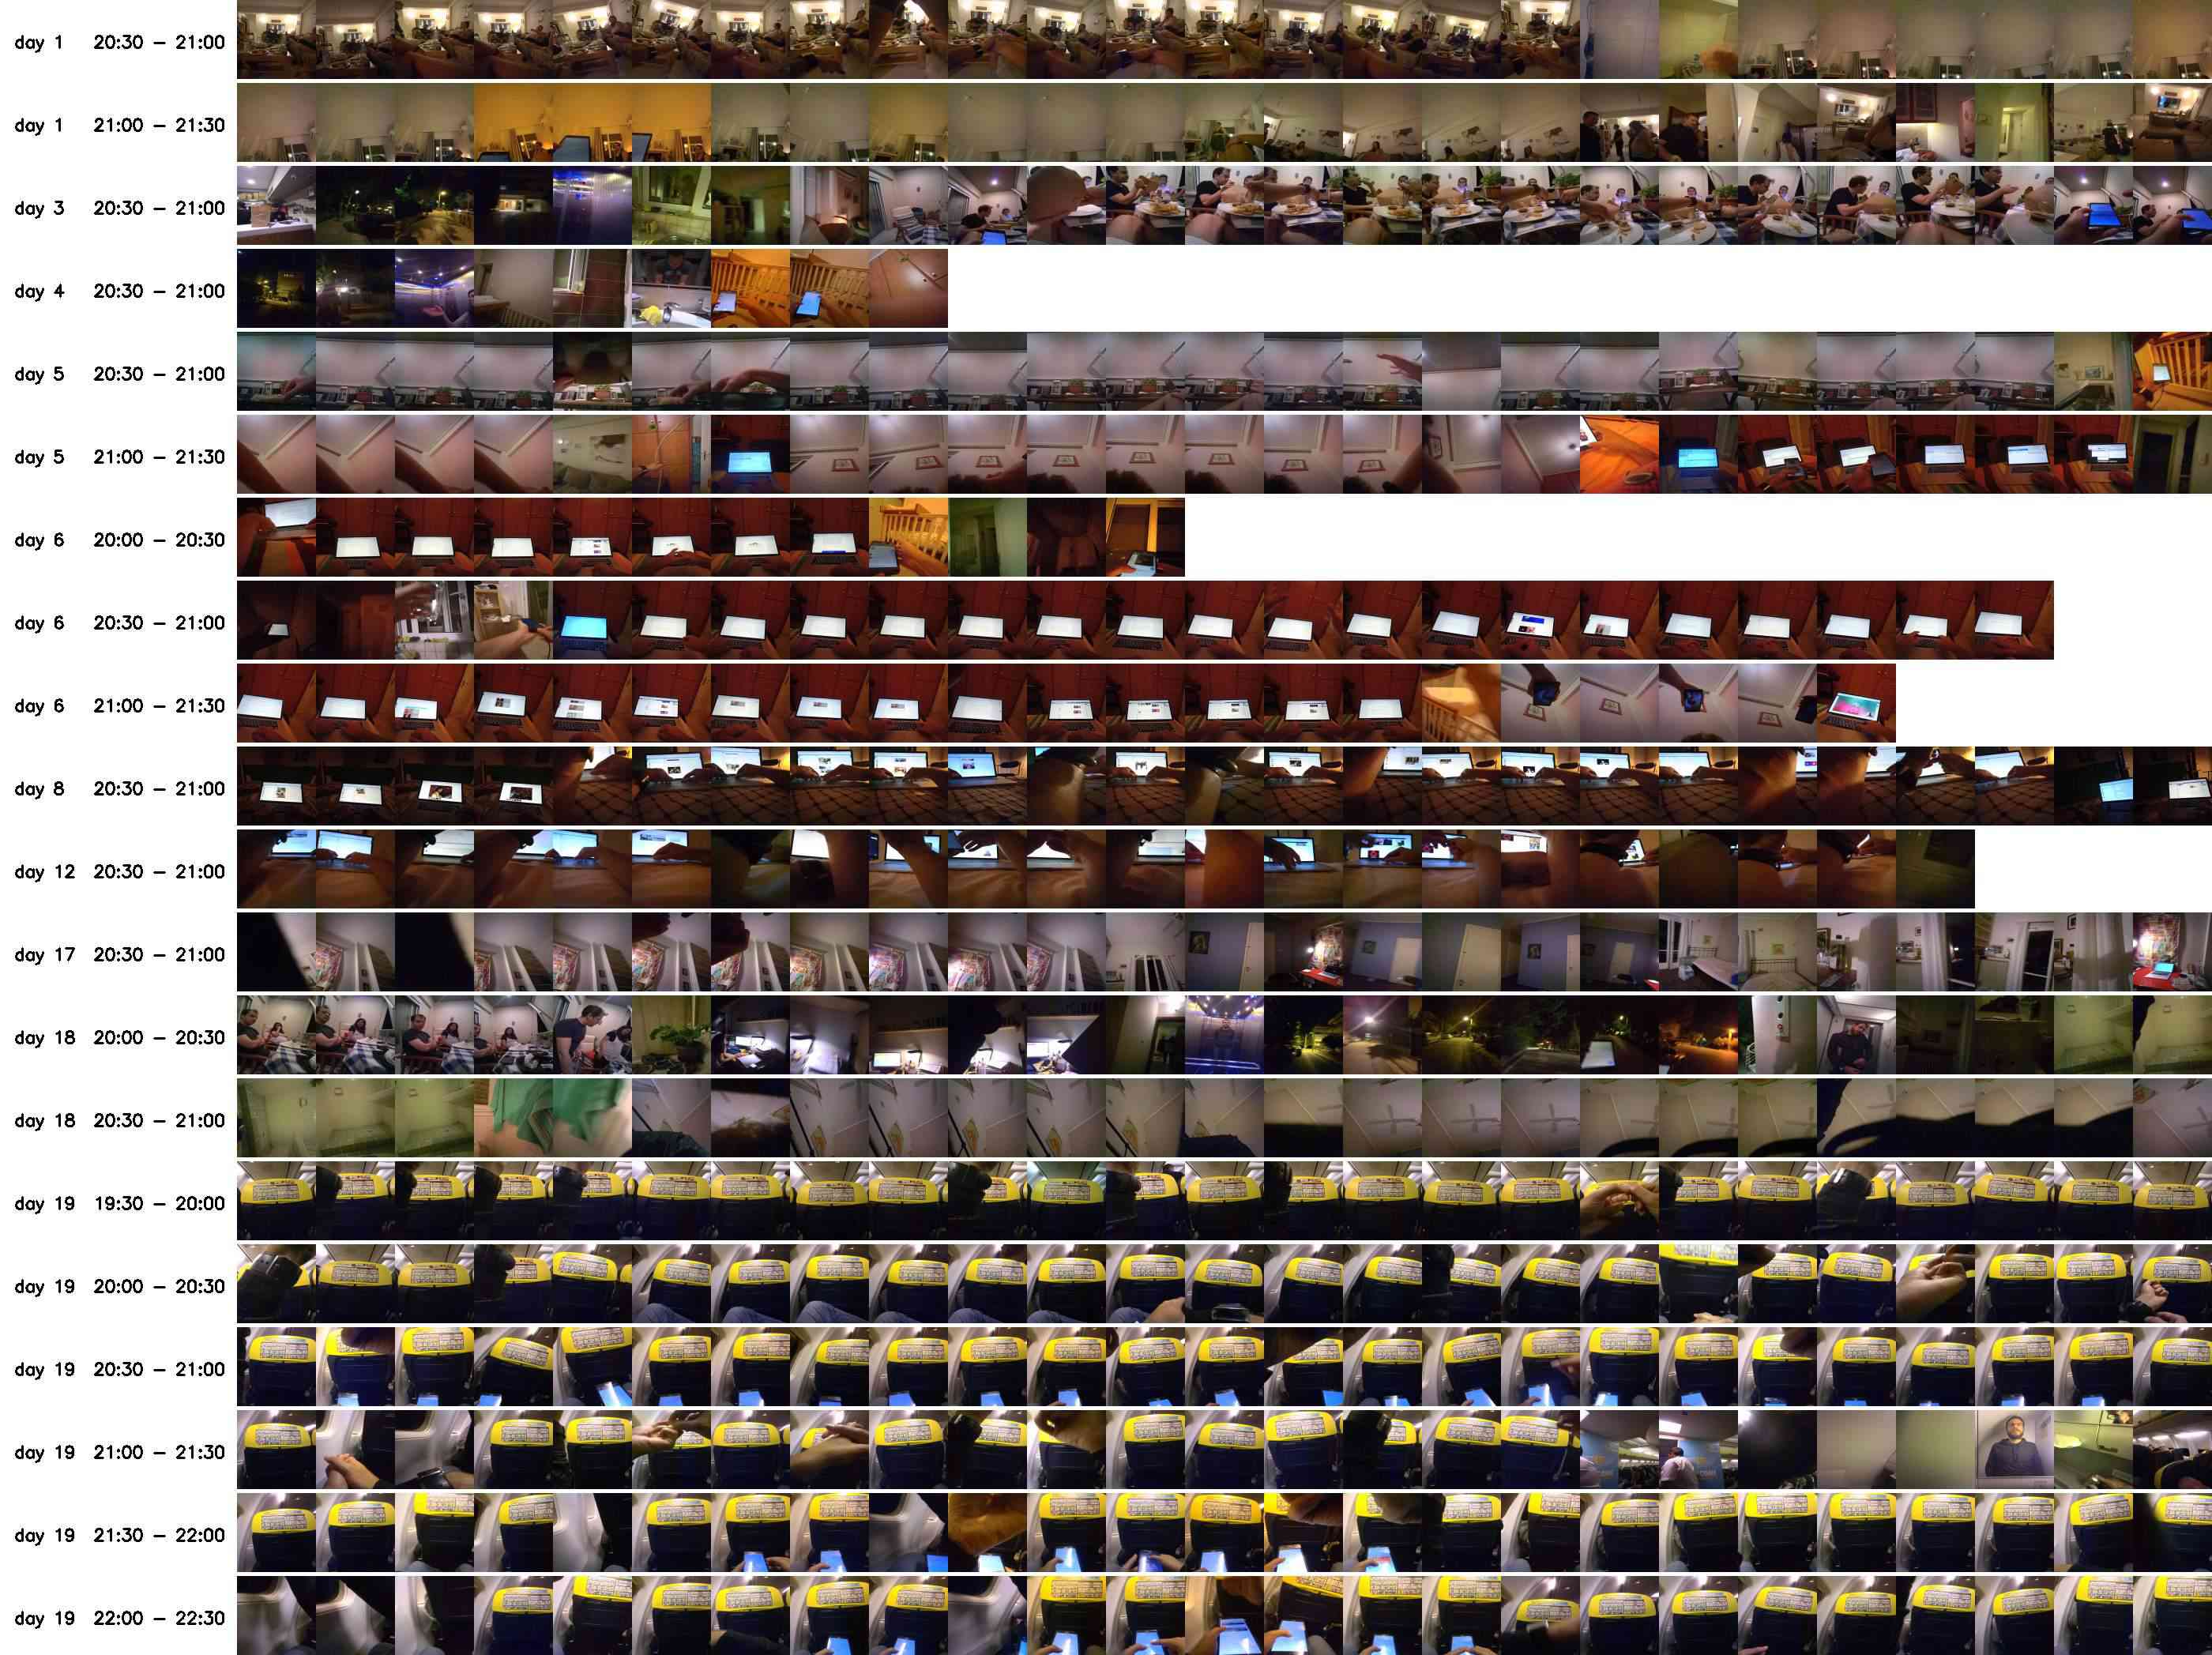 day 1 20:30 – 21:00
day 1 21:00 – 21:30
day 3 20:30 – 21:00
day 4 20:30 – 21:00
day 5 20:30 – 21:00
day 5 21:00 – 21:30
day 6 20:00 – 20:30
day 6 20:30 – 21:00
day 6 21:00 – 21:30
day 8 20:30 – 21:00
day 12 20:30 – 21:00
day 17 20:30 – 21:00
day 18 20:00 – 20:30
day 18 20:30 – 21:00
day 19 19:30 – 20:00
day 19 20:00 – 20:30
day 19 20:30 – 21:00
day 19 21:00 – 21:30
day 19 21:30 – 22:00
day 19 22:00 – 22:30